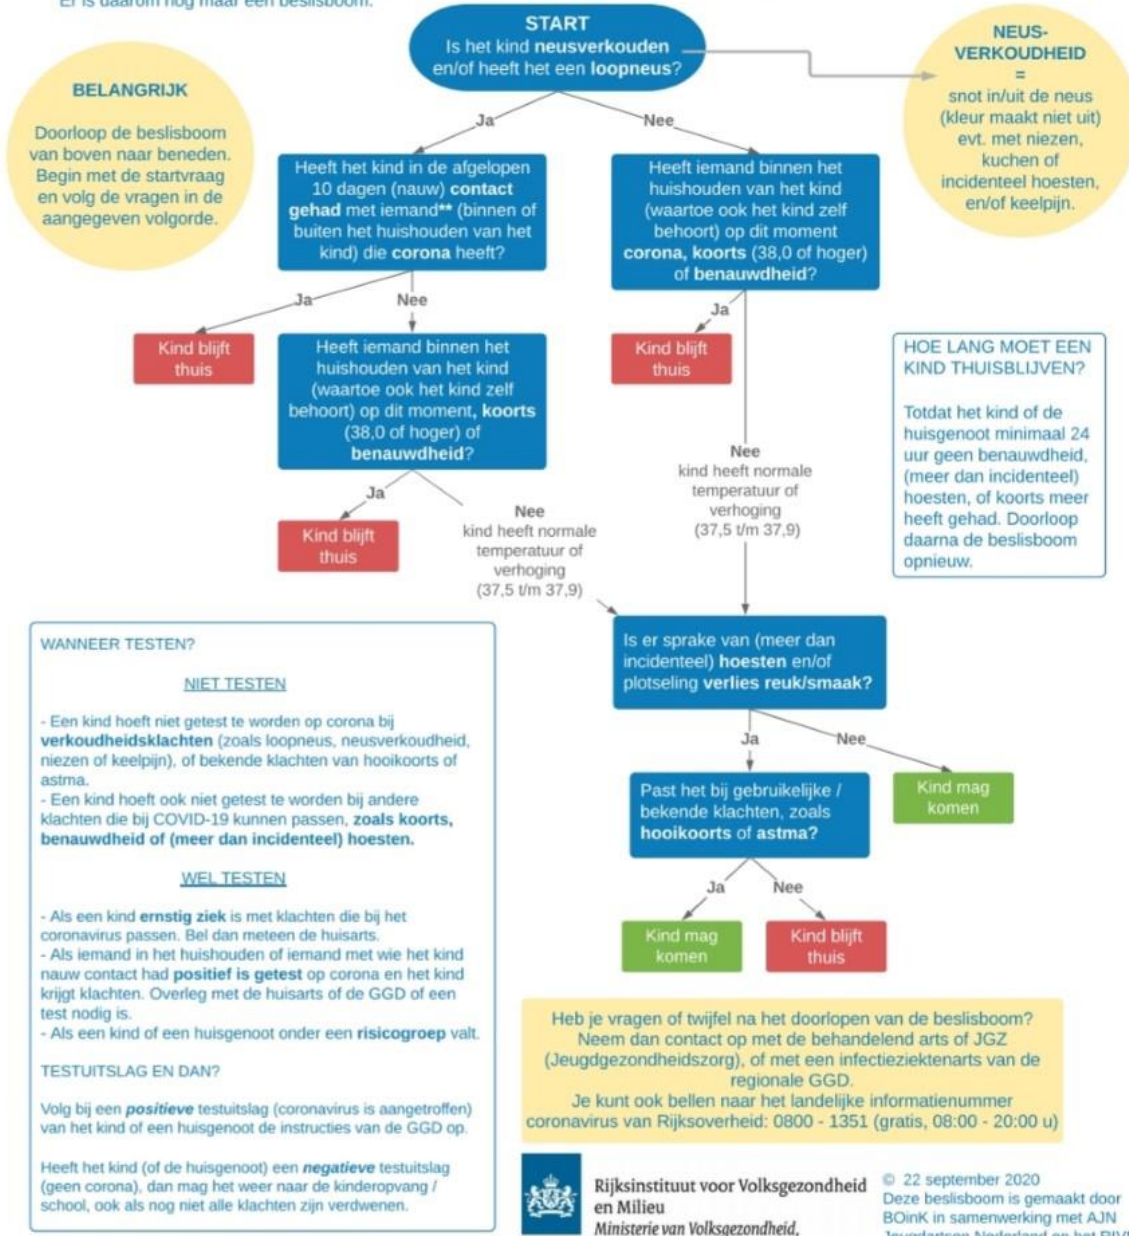 Er is daarom nog maar één beslisboom.
START
Is het kind neusverkouden
en/of heeft het een loopneus?
NEUS-
VERKOUDHEID
=
snot in/uit de neus
(kleur maakt niet uit)
evt. met niezen,
kuchen of
incidenteel hoesten,
en/of keelpijn.
BELANGRIJK
Doorloop de beslisboom
van boven naar beneden.
Begin met de startvraag
en volg de vragen in de
aangegeven volgorde.
Ja
Nee
Heeft het kind in de afgelopen
10 dagen (nauw) contact
gehad met iemand** (binnen of
buiten het huishouden van het
kind) die corona heeft?
Heeft iemand binnen het
huishouden van het kind
(waartoe ook het kind zelf
behoort) op dit moment
corona, koorts (38,0 of hoger)
of benauwdheid?
Ja
Nee
Ja
Kind blijft
thuis
Heeft iemand binnen het
huishouden van het kind
(waartoe ook het kind zelf
behoort) op dit moment, koorts
(38,0 of hoger) of
benauwdheid?
Kind blijft
thuis
HOE LANG MOET EEN
KIND THUISBLIJVEN?
Totdat het kind of de
huisgenoot minimaal 24
uur geen benauwdheid,
(meer dan incidenteel)
hoesten, of koorts meer
heeft gehad. Doorloop
daarna de beslisboom
opnieuw.
Nee
kind heeft normale
temperatuur of
verhoging
(37,5 t/m 37,9)
Ja
Kind blijft
thuis
Nee
kind heeft normale
temperatuur of
verhoging
(37,5 t/m 37,9)
Is er sprake van (meer dan
incidenteel) hoesten en/of
plotseling verlies reuk/smaak?
Ja
Nee
Past het bij gebruikelijke /
bekende klachten, zoals
hooikoorts of astma?
Kind mag
komen
Ja
Nee
Kind mag
komen
Kind blijft
thuis
WANNEER TESTEN?
NIET TESTEN
- Een kind hoeft niet getest te worden op corona bij
verkoudheidsklachten (zoals loopneus, neusverkoudheid,
niezen of keelpijn), of bekende klachten van hooikoorts of
astma.
- Een kind hoeft ook niet getest te worden bij andere
klachten die bij COVID-19 kunnen passen, zoals koorts,
benauwdheid of (meer dan incidenteel) hoesten.
WEL TESTEN
- Als een kind ernstig ziek is met klachten die bij het
coronavirus passen. Bel dan meteen de huisarts.
- Als iemand in het huishouden of iemand met wie het kind
nauw contact had positief is getest op corona en het kind
krijgt klachten. Overleg met de huisarts of de GGD of een
test nodig is.
- Als een kind of een huisgenoot onder een risicogroep valt.
TESTUITSLAG EN DAN?
Volg bij een positieve testuitslag (coronavirus is aangetroffen)
van het kind of een huisgenoot de instructies van de GGD op.
Heeft het kind (of de huisgenoot) een negatieve testuitslag
(geen corona), dan mag het weer naar de kinderopvang /
school, ook als nog niet alle klachten zijn verdwenen.
Heb je vragen of twijfel na het doorlopen van de beslisboom?
Neem dan contact op met de behandelend arts of JGZ
(Jeugdgezondheidszorg), of met een infectieziektenarts van de
regionale GGD.
Je kunt ook bellen naar het landelijke informatienummer
coronavirus van Rijksoverheid: 0800 - 1351 (gratis, 08:00 - 20:00 u)
Rijksinstituut voor Volksgezondheid
en Milieu
Ministerie van Volksgezondheid,
© 22 september 2020
Deze beslisboom is gemaakt door
BOinK in samenwerking met AJN
Jeugdartsen Nederland en het RIVM